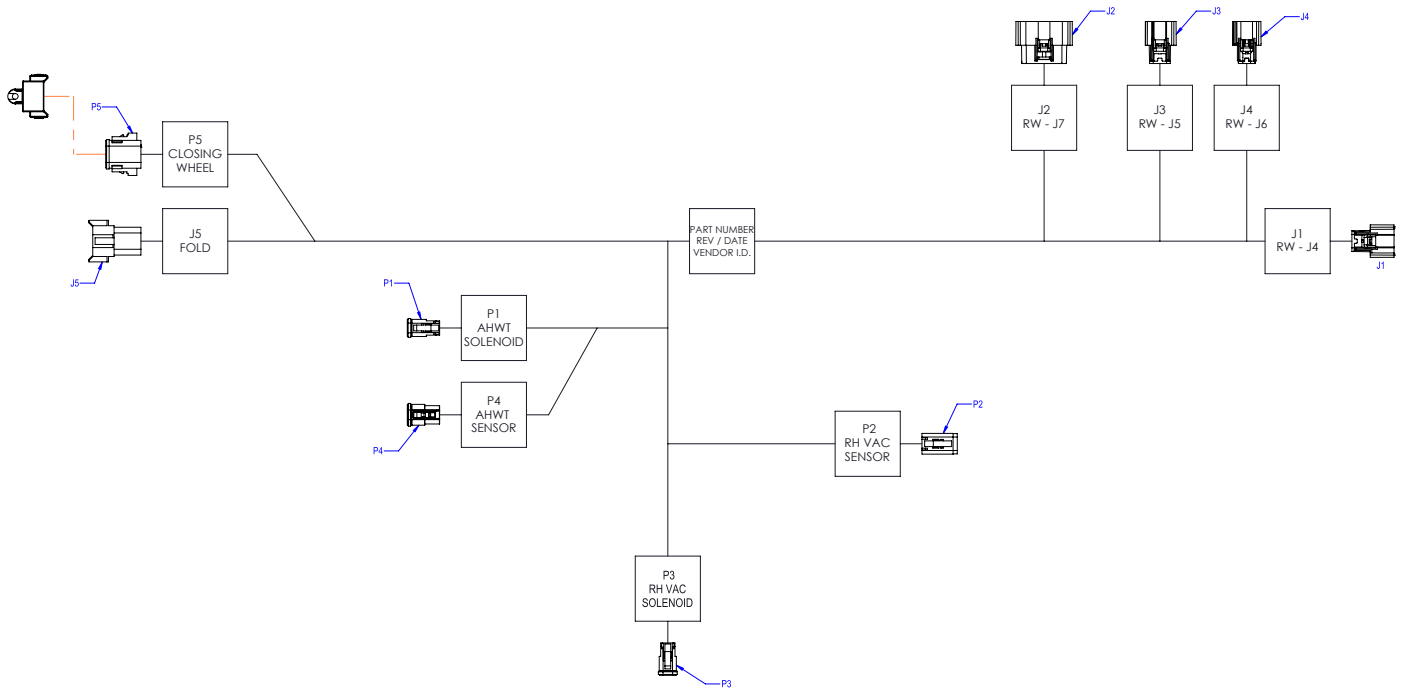 J2
J3
J4
J2
RW - J7
J3
RW - J5
J4
RW - J6
P5
P5
CLOSING
WHEEL
J5
FOLD
J5
PART NUMBER
REV / DATE
VENDOR I.D.
J1
RW - J4
J1
P1
P1
AHWT
SOLENOID
P4
AHWT
SENSOR
P4
P2
RH VAC
SENSOR
P2
P3
RH VAC
SOLENOID
P3